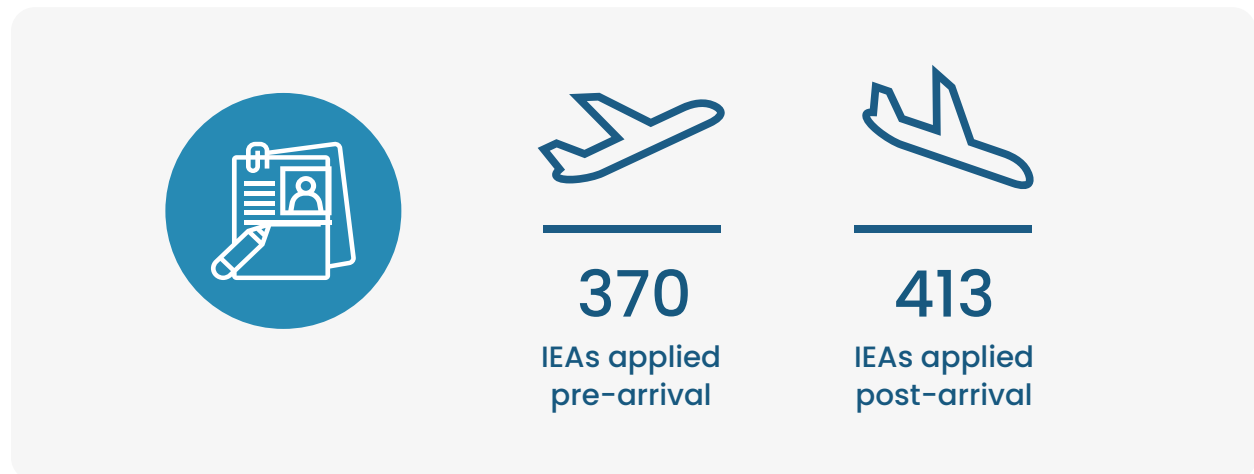 370
IEAs applied
pre-arrival
413
IEAs applied
post-arrival